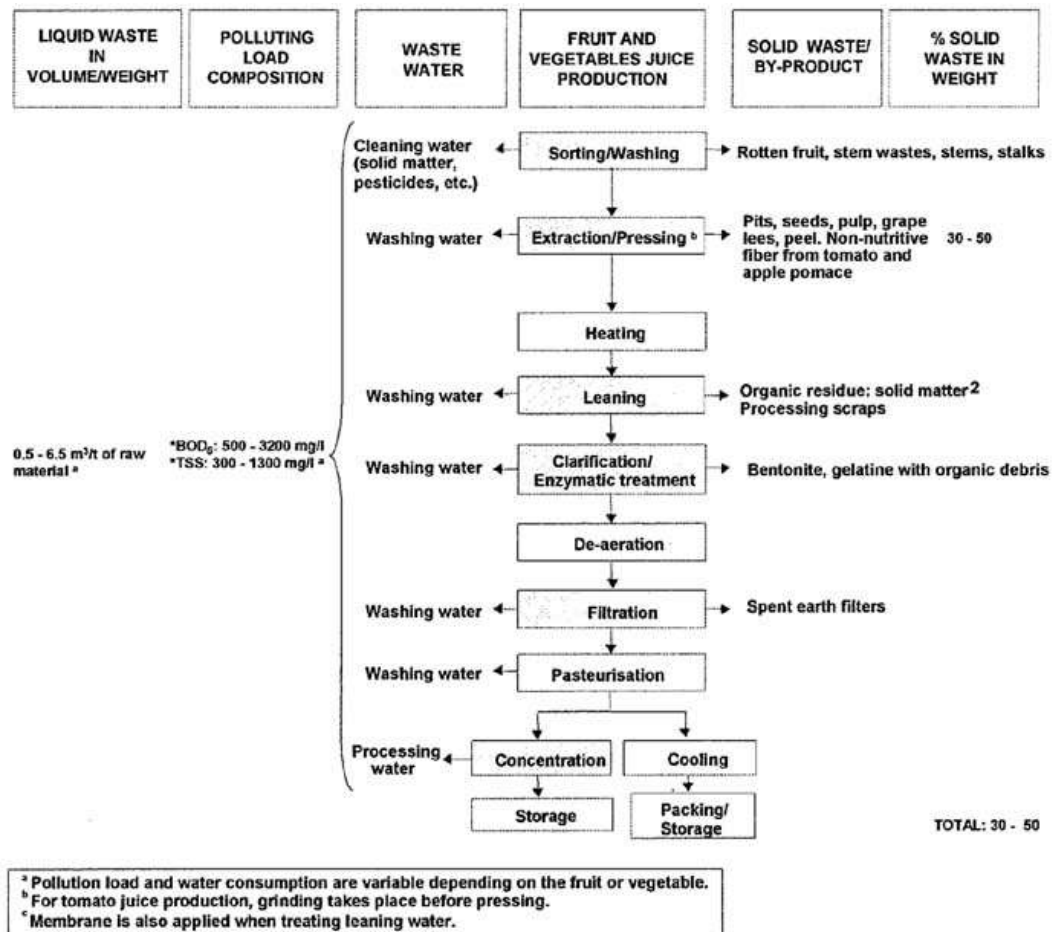 LIQUID WASTE
IN
VOLUME/WEIGHT
POLLUTING
LOAD
COMPOSITION
WASTE
WATER
FRUIT AND
VEGETABLES JUICE
PRODUCTION
SOLID WASTE/
BY-PRODUCT
% SOLID
WASTE IN
WEIGHT
Cleaning water
(solid matter,
pesticides, etc.)
Sorting/Washing
Rotten fruit, stem wastes, stems, stalks
Washing water
Extraction/Pressing b
Pits, seeds, pulp, grape
lees, peel. Non-nutritive
fiber from tomato and
apple pomace
30 - 50
Heating
Washing water
Leaning
Organic residue: solid matter 2
Processing scraps
0.5 - 6.5 m³/t of raw
material a
*BOD5: 500 - 3200 mg/l
*TSS: 300 - 1300 mg/l a
Washing water
Clarification/
Enzymatic treatment
Bentonite, gelatine with organic debris
De-aeration
Washing water
Filtration
Spent earth filters
Washing water
Pasteurisation
Processing
water
Concentration
Cooling
Storage
Packing/
Storage
TOTAL: 30 - 50
a Pollution load and water consumption are variable depending on the fruit or vegetable.
b For tomato juice production, grinding takes place before pressing.
c Membrane is also applied when treating leaning water.